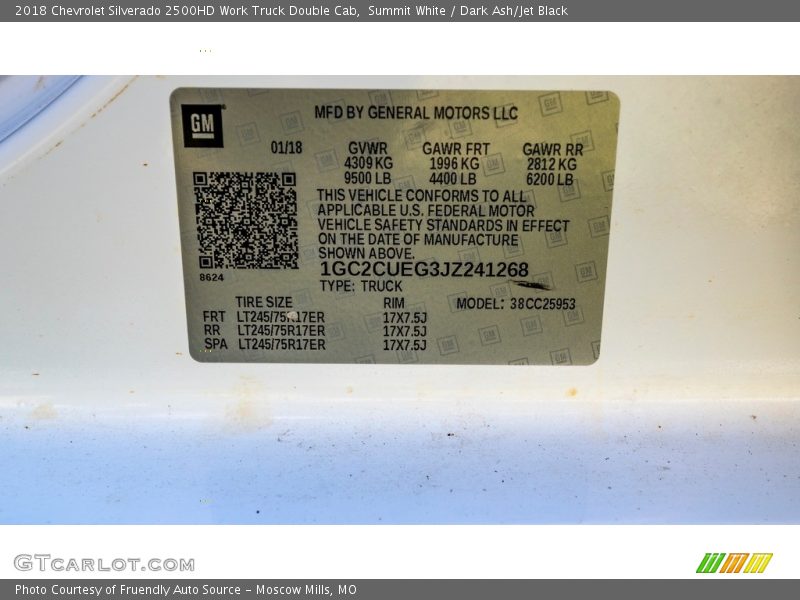 2018 Chevrolet Silverado 2500HD Work Truck Double Cab, Summit White / Dark Ash/Jet Black
GM
MFD BY GENERAL MOTORS LLC
01/18 GVWR GAWR FRT GAWR RR
4309 KG 1996 KG 2812 KG
9500 LB 4400 LB 6200 LB
THIS VEHICLE CONFORMS TO ALL
APPLICABLE U.S. FEDERAL MOTOR
VEHICLE SAFETY STANDARDS IN EFFECT
ON THE DATE OF MANUFACTURE
SHOWN ABOVE.
8624
1GC2CUEG3JZ241268
TYPE: TRUCK
TIRE SIZE RIM MODEL: 38CC25953
FRT LT245/75R17ER 17X7.5J
RR LT245/75R17ER 17X7.5J
SPA LT245/75R17ER 17X7.5J
GTCARLOT.COM
Photo Courtesy of Fruendly Auto Source - Moscow Mills, MO